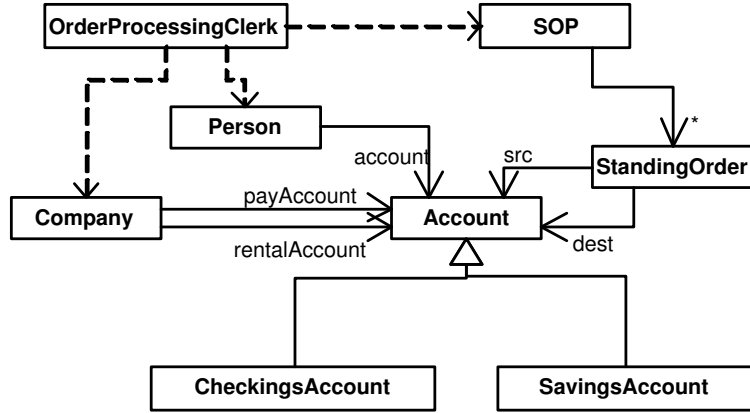 OrderProcessingClerk
SOP
Person
*
account
src
StandingOrder
payAccount
Company
Account
rentalAccount
dest
CheckingsAccount
SavingsAccount